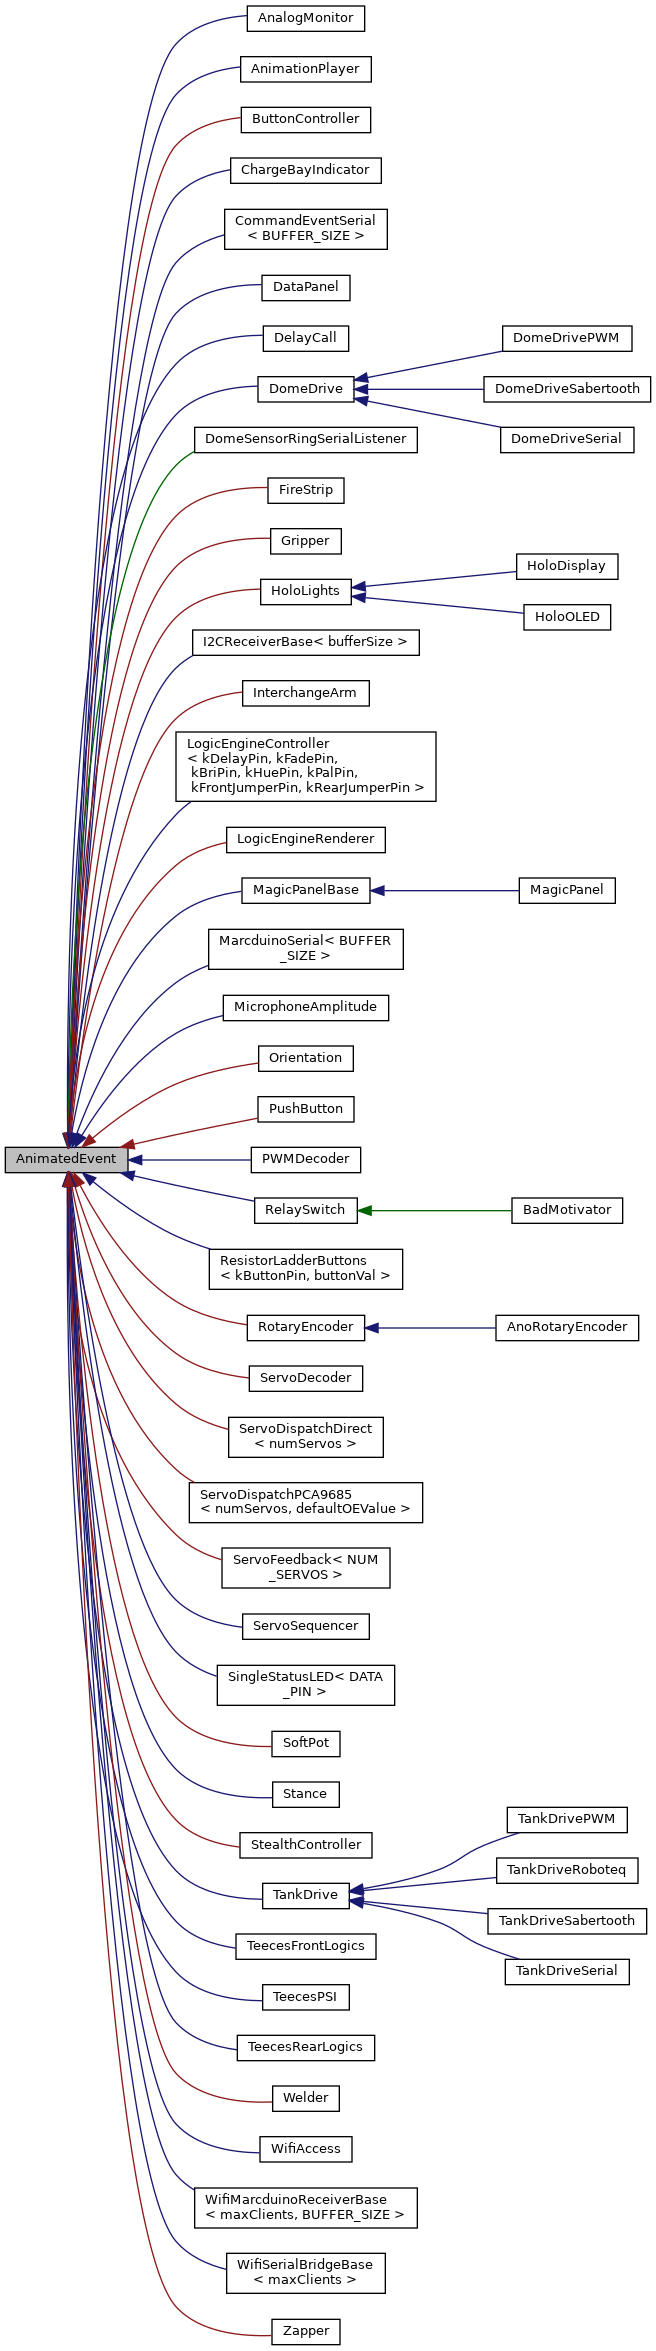 AnalogMonitor
AnimationPlayer
ButtonController
ChargeBayIndicator
CommandEventSerial
< BUFFER_SIZE >
DataPanel
DelayCall
DomeDrive
DomeDrivePWM
DomeDriveSabertooth
DomeDriveSerial
DomeSensorRingSerialListener
FireStrip
Gripper
HoloLights
HoloDisplay
HoloOLED
I2CReceiverBase< bufferSize >
InterchangeArm
LogicEngineController
< kDelayPin, kFadePin,
kBriPin, kHuePin, kPalPin,
kFrontJumperPin, kRearJumperPin >
LogicEngineRenderer
MagicPanelBase
MagicPanel
MarcduinoSerial< BUFFER
_SIZE >
MicrophoneAmplitude
Orientation
PushButton
AnimatedEvent
PWMDecoder
RelaySwitch
BadMotivator
ResistorLadderButtons
< kButtonPin, buttonVal >
RotaryEncoder
AnoRotaryEncoder
ServoDecoder
ServoDispatchDirect
< numServos >
ServoDispatchPCA9685
< numServos, defaultOEValue >
ServoFeedback< NUM
_SERVOS >
ServoSequencer
SingleStatusLED< DATA
_PIN >
SoftPot
Stance
StealthController
TankDrive
TankDrivePWM
TankDriveRoboteq
TankDriveSabertooth
TankDriveSerial
TeecesFrontLogics
TeecesPSI
TeecesRearLogics
Welder
WifiAccess
WifiMarcduinoReceiverBase
< maxClients, BUFFER_SIZE >
WifiSerialBridgeBase
< maxClients >
Zapper